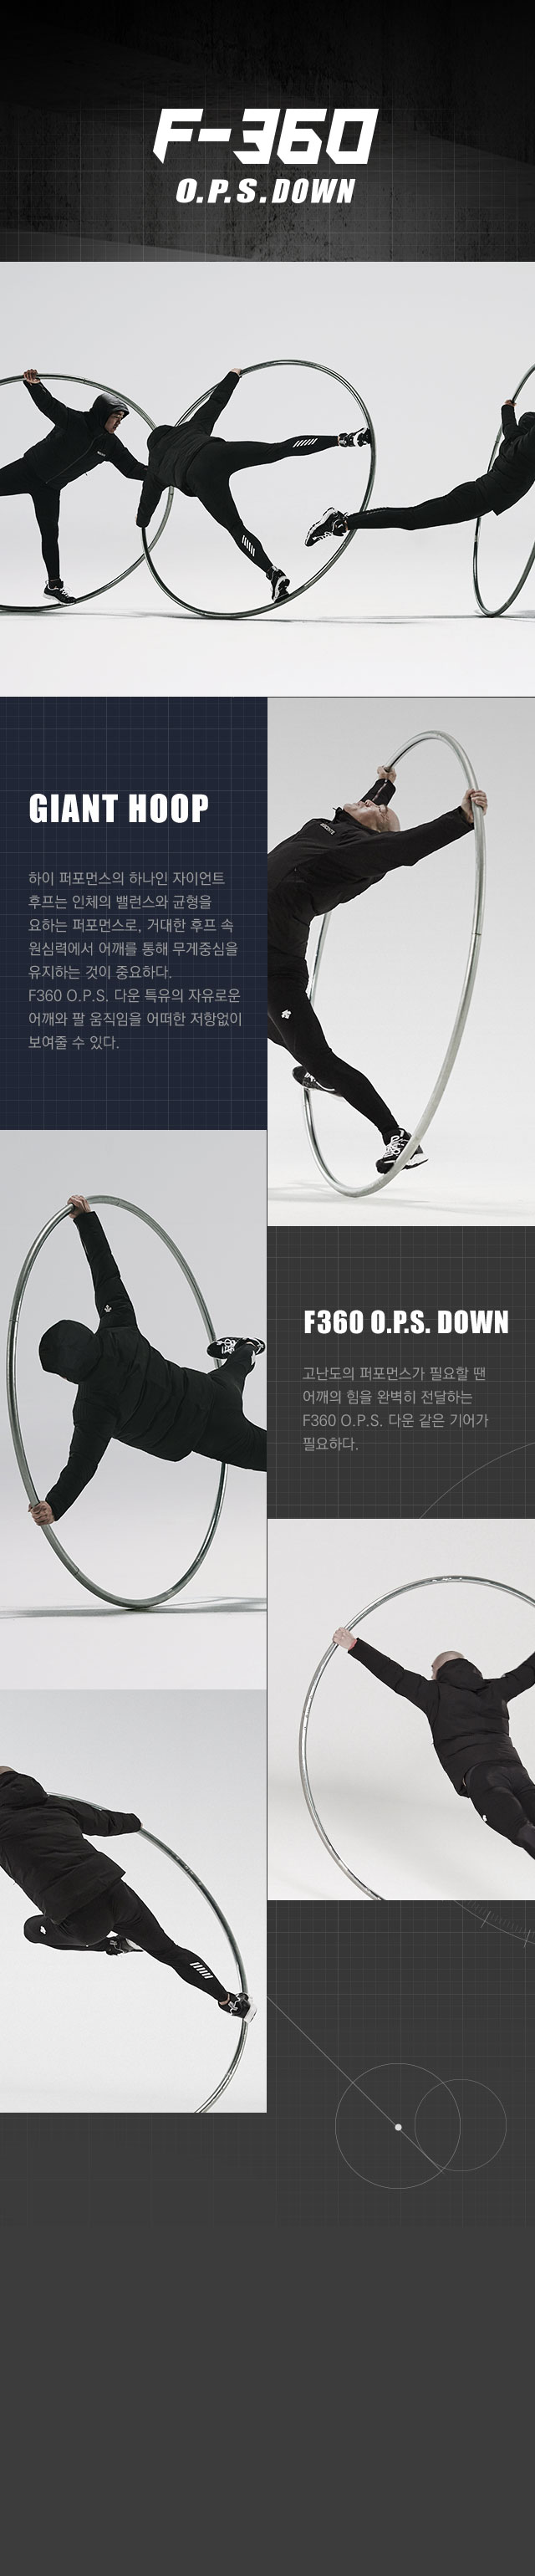 F-360
O.P.S.DOWN
GIANT HOOP
하이 퍼포먼스의 하나인 자이언트
후프는 인체의 밸런스와 균형을
요하는 퍼포먼스로, 거대한 후프 속
원심력에서 어깨를 통해 무게중심을
유지하는 것이 중요하다.
F360 O.P.S. 다운 특유의 자유로운
어깨와 팔 움직임을 어떠한 저항없이
보여줄 수 있다.
F360 O.P.S. DOWN
고난도의 퍼포먼스가 필요할 땐
어깨의 힘을 완벽히 전달하는
F360 O.P.S. 다운 같은 기어가
필요하다.